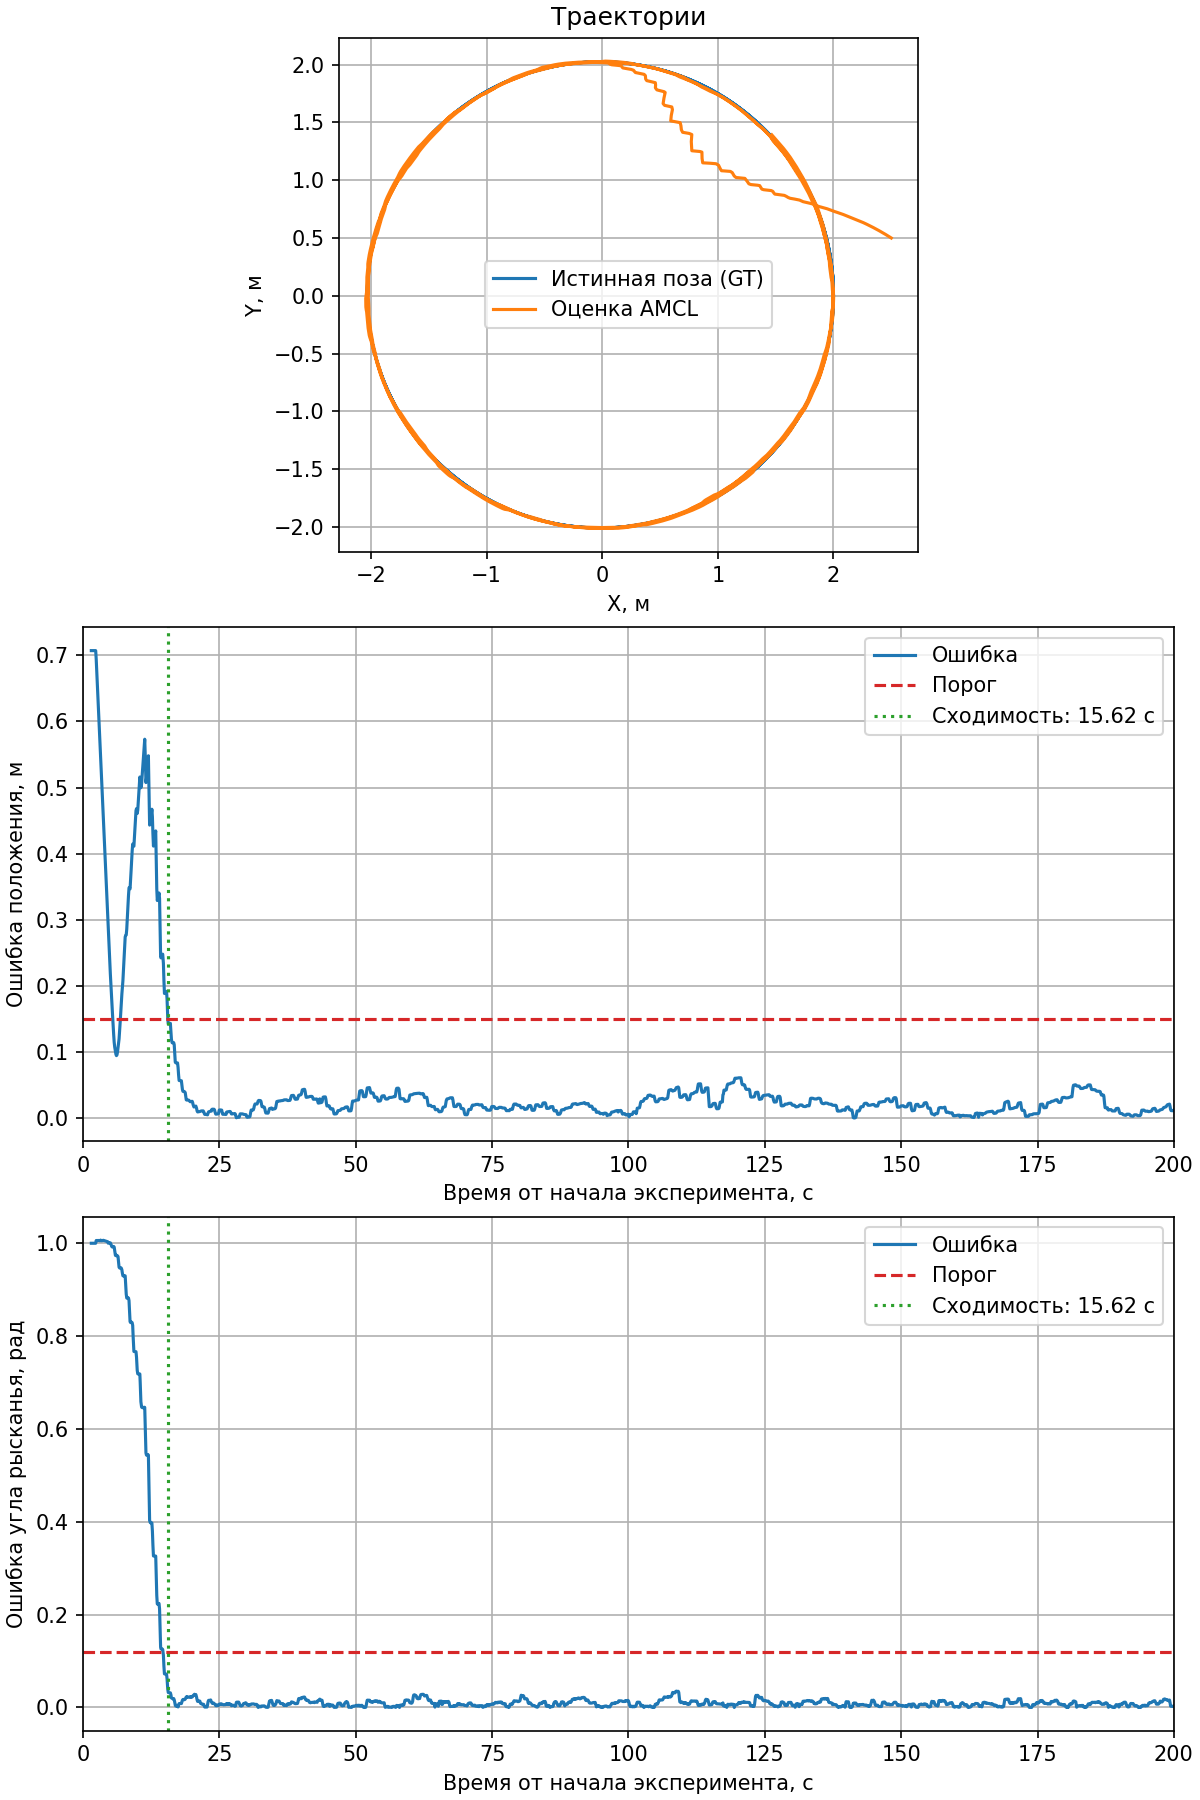 Траектории
2.0
1.5
1.0
0.5
0.0
−0.5
−1.0
−1.5
−2.0
Y, м
Истинная поза (GT)
Оценка AMCL
−2 −1 0 1 2
X, м
0.7
0.6
0.5
0.4
0.3
0.2
0.1
0.0
Ошибка положения, м
Ошибка
Порог
Сходимость: 15.62 с
0 25 50 75 100 125 150 175 200
Время от начала эксперимента, с
1.0
0.8
0.6
0.4
0.2
0.0
Ошибка угла рысканья, рад
Ошибка
Порог
Сходимость: 15.62 с
0 25 50 75 100 125 150 175 200
Время от начала эксперимента, с